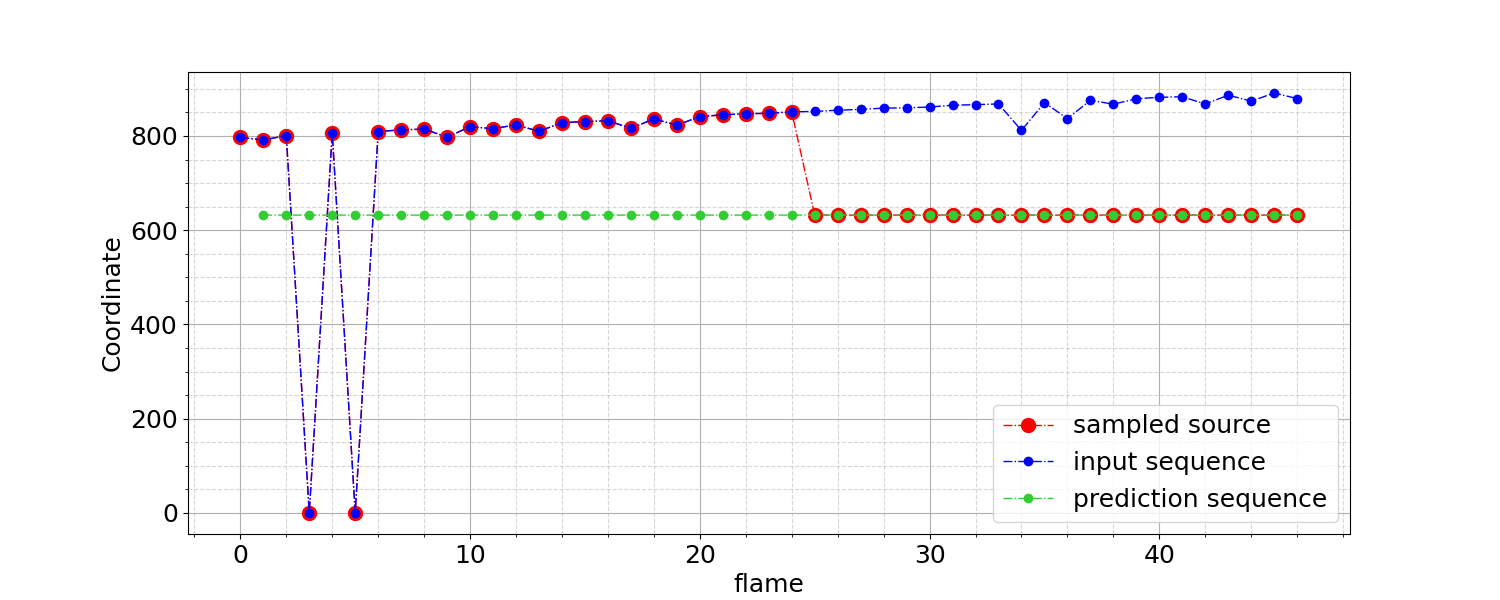 800
600
400
200
0
Coordinate
0 10 20 30 40
flame
sampled source
input sequence
prediction sequence